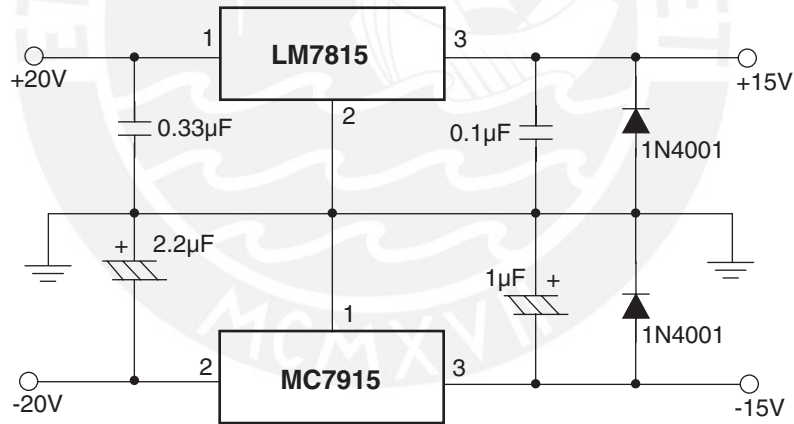 1
LM7815
3
+20V
+15V
2
0.33µF
0.1µF
1N4001
+
2.2µF
1µF
+
1
1N4001
MCMXVII
2
MC7915
3
-20V
-15V